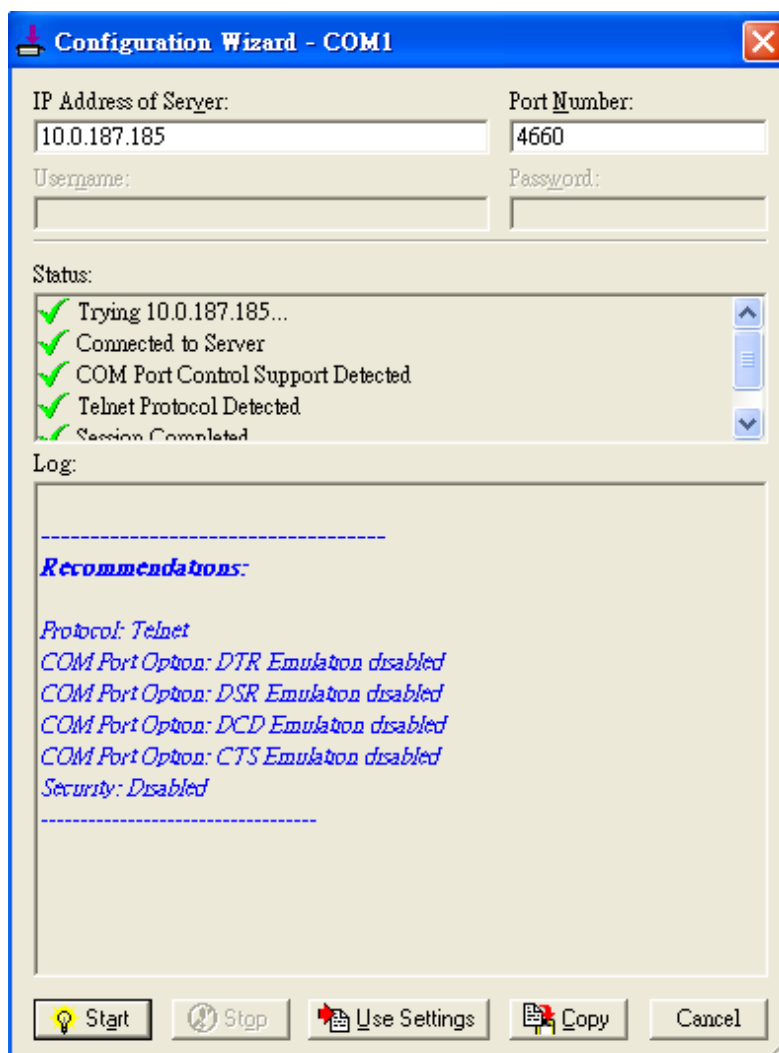 Configuration Wizard - COM1
IP Address of Server: Port Number:
10.0.187.185 4660
Username: Password:
Status:
Trying 10.0.187.185...
Connected to Server
COM Port Control Support Detected
Telnet Protocol Detected
Session Completed
Log:
-----------------------------------
Recommendations:
Protocol: Telnet
COM Port Option: DTR Emulation disabled
COM Port Option: DSR Emulation disabled
COM Port Option: DCD Emulation disabled
COM Port Option: CTS Emulation disabled
Security: Disabled
-----------------------------------
Start Stop Use Settings Copy Cancel